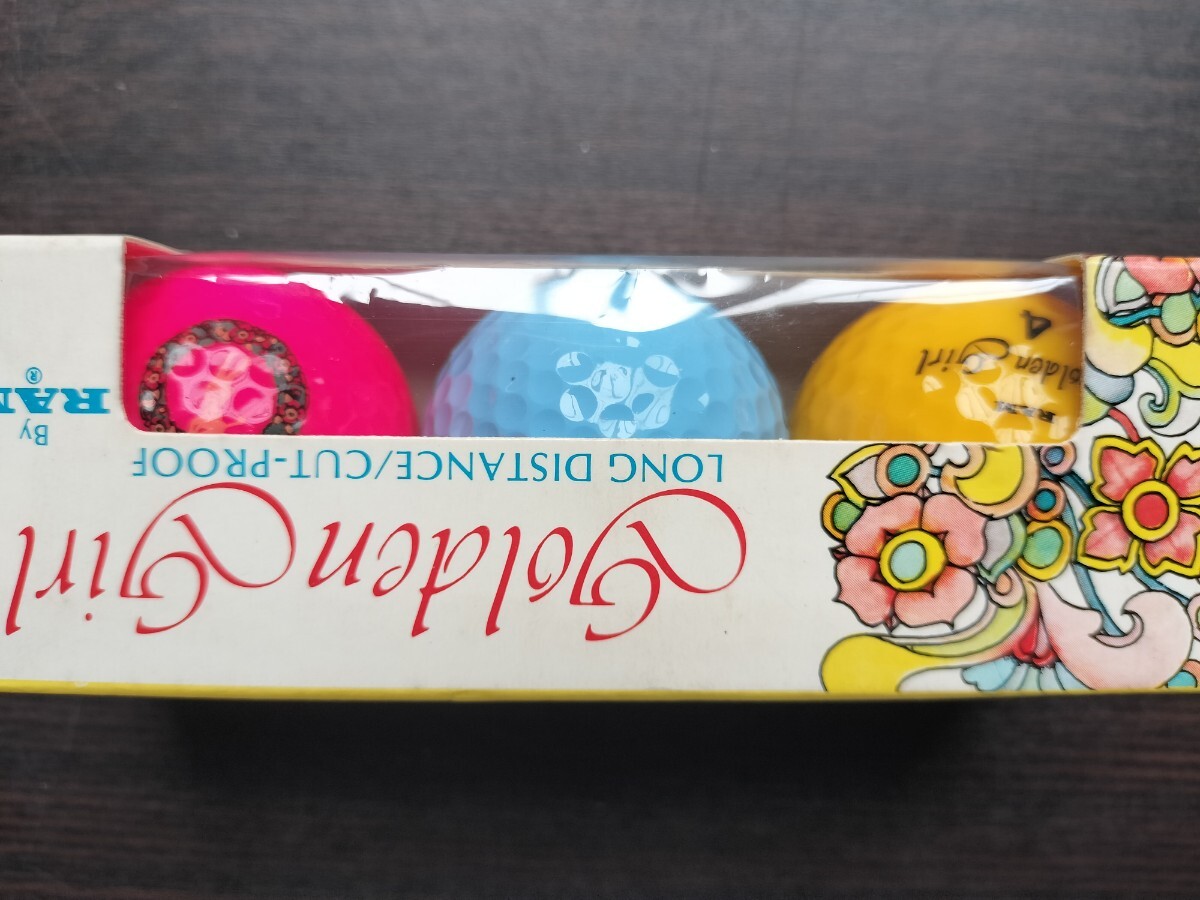 Golden Girl
LONG DISTANCE/CUT-PROOF
By
RAM®
RAM
Golden Girl
4